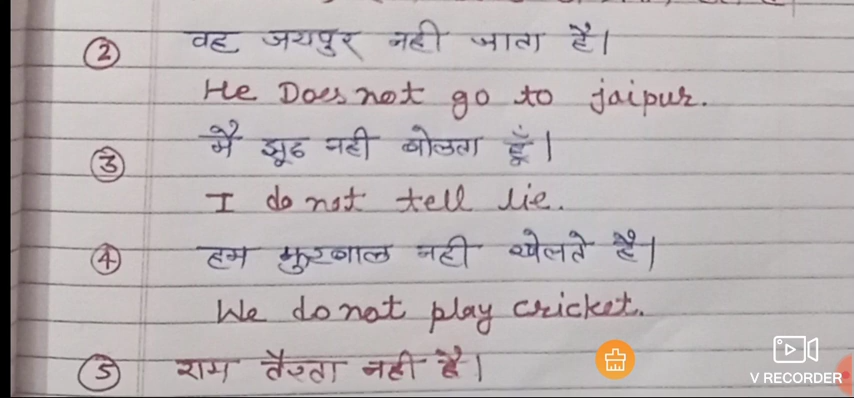 ② वह जयपुर नही जाता है।
He Does not go to jaipur.
③ मै झूठ नही बोलता हूँ।
I do not tell lie.
④ हम फुटबाल नही खेलते है।
We do not play cricket.
⑤ राम तैरता नही है।
V RECORDER